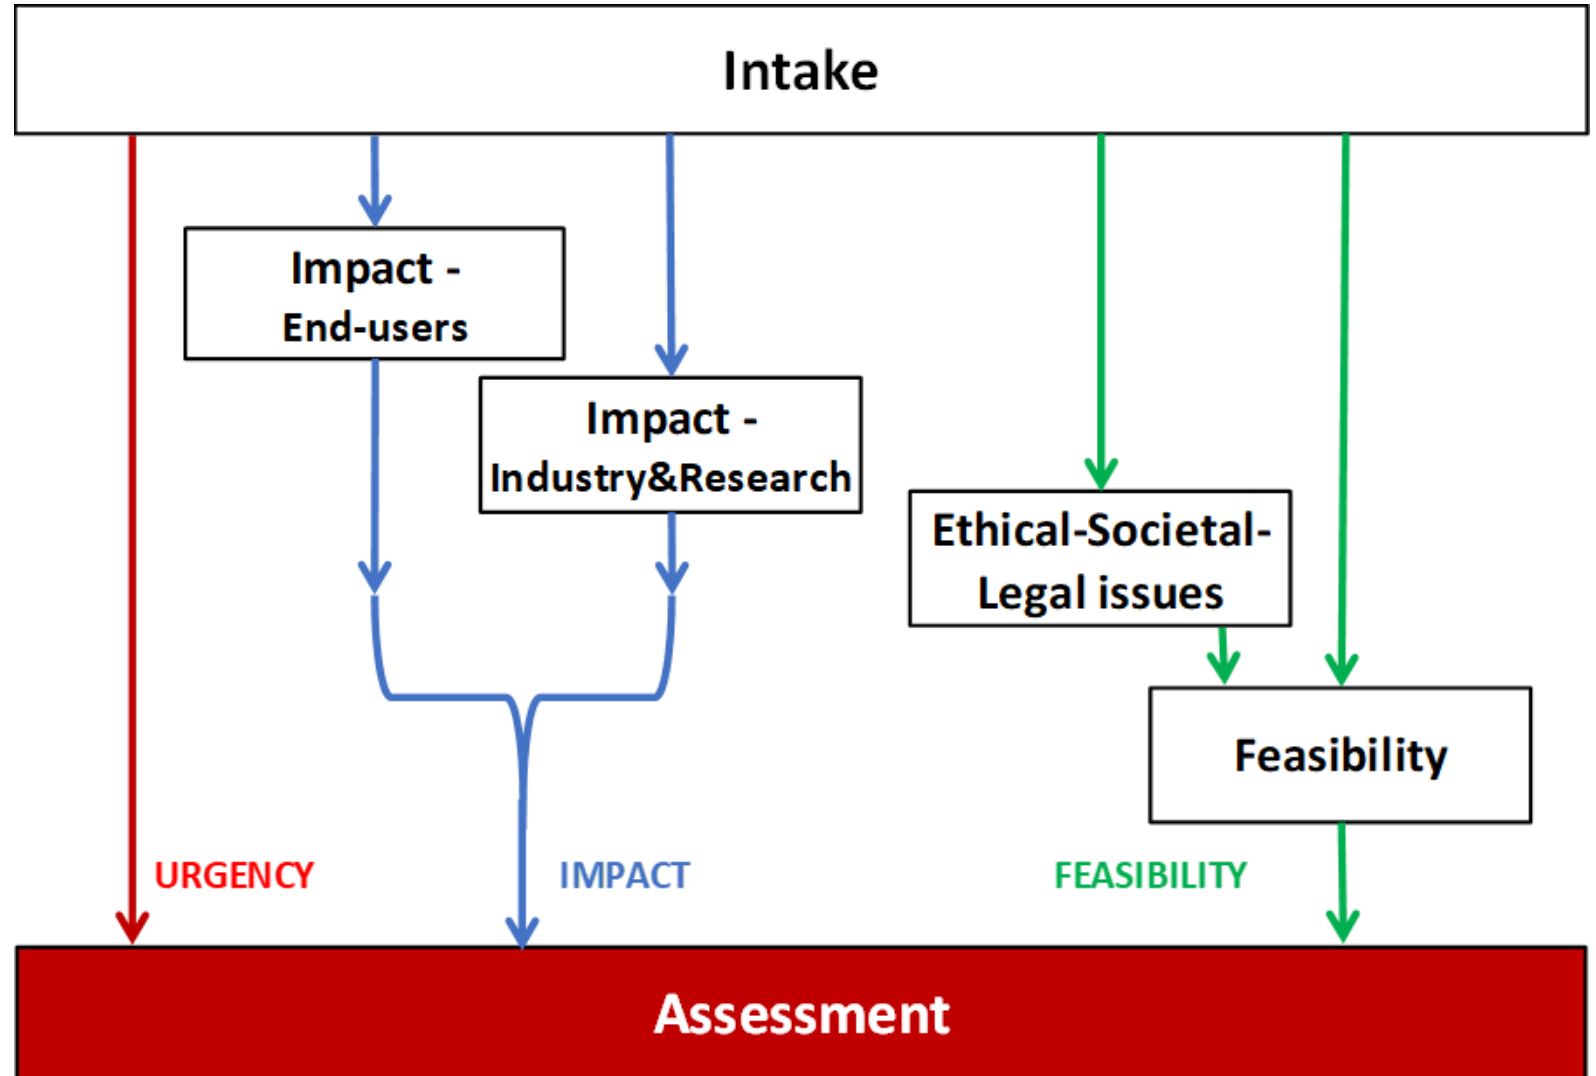 Intake
Impact -
End-users
Impact -
Industry&Research
Ethical-Societal-
Legal issues
Feasibility
URGENCY
IMPACT
FEASIBILITY
Assessment